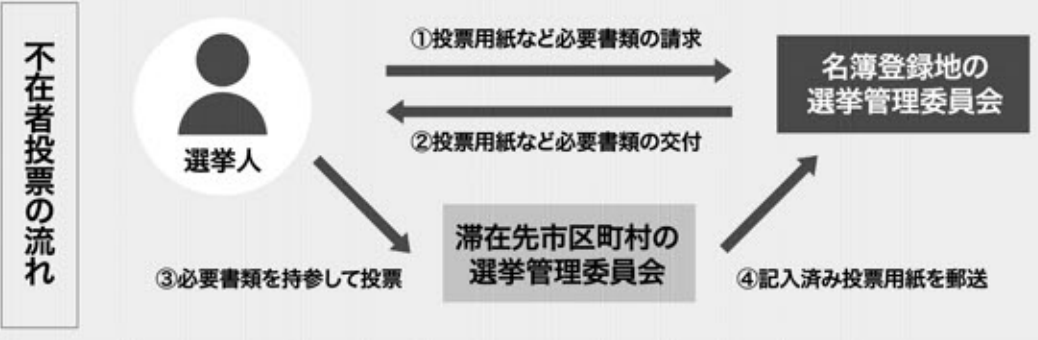 不在者投票の流れ
①投票用紙など必要書類の請求
名簿登録地の
選挙管理委員会
②投票用紙など必要書類の交付
選挙人
滞在先市区町村の
選挙管理委員会
③必要書類を持参して投票
④記入済み投票用紙を郵送